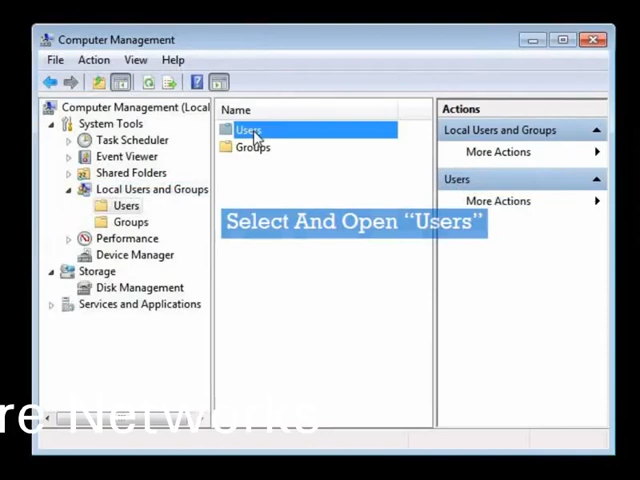 Computer Management
File Action View Help
Computer Management (Local
System Tools
Task Scheduler
Event Viewer
Shared Folders
Local Users and Groups
Users
Groups
Performance
Device Manager
Storage
Disk Management
Services and Applications
Name
Users
Groups
Select And Open “Users”
Actions
Local Users and Groups
More Actions
Users
More Actions
re Networks